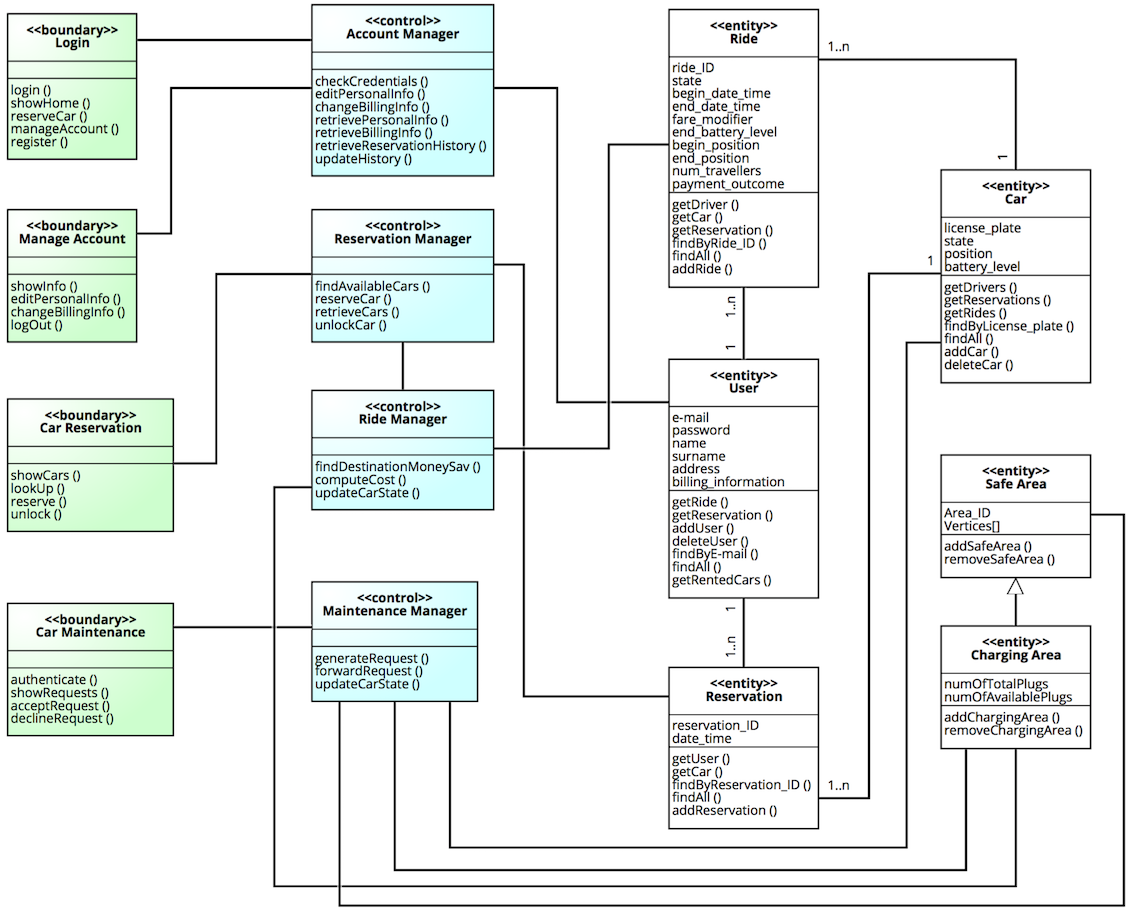 <<boundary>>
Login
login ()
showHome ()
reserveCar ()
manageAccount ()
register ()
<<boundary>>
Manage Account
showInfo ()
editPersonalInfo ()
changeBillingInfo ()
logOut ()
<<boundary>>
Car Reservation
showCars ()
lookUp ()
reserve ()
unlock ()
<<boundary>>
Car Maintenance
authenticate ()
showRequests ()
acceptRequest ()
declineRequest ()
<<control>>
Account Manager
checkCredentials ()
editPersonalInfo ()
changeBillingInfo ()
retrievePersonalInfo ()
retrieveBillingInfo ()
retrieveReservationHistory ()
updateHistory ()
<<control>>
Reservation Manager
findAvailableCars ()
reserveCar ()
retrieveCars ()
unlockCar ()
<<control>>
Ride Manager
findDestinationMoneySav ()
computeCost ()
updateCarState ()
<<control>>
Maintenance Manager
generateRequest ()
forwardRequest ()
updateCarState ()
<<entity>>
Ride
ride_ID
state
begin_date_time
end_date_time
fare_modifier
end_battery_level
begin_position
end_position
num_travellers
payment_outcome
getDriver ()
getCar ()
getReservation ()
findByRide_ID ()
findAll ()
addRide ()
1..n
1
1..n
1
<<entity>>
User
e-mail
password
name
surname
address
billing_information
getRide ()
getReservation ()
addUser ()
deleteUser ()
findByE-mail ()
findAll ()
getRentedCars ()
1
1..n
<<entity>>
Reservation
reservation_ID
date_time
getUser ()
getCar ()
findByReservation_ID ()
findAll ()
addReservation ()
1..n
1
<<entity>>
Car
license_plate
state
position
battery_level
getDrivers ()
getReservations ()
getRides ()
findByLicense_plate ()
findAll ()
addCar ()
deleteCar ()
<<entity>>
Safe Area
Area_ID
Vertices[]
addSafeArea ()
removeSafeArea ()
<<entity>>
Charging Area
numOfTotalPlugs
numOfAvailablePlugs
addChargingArea ()
removeChargingArea ()